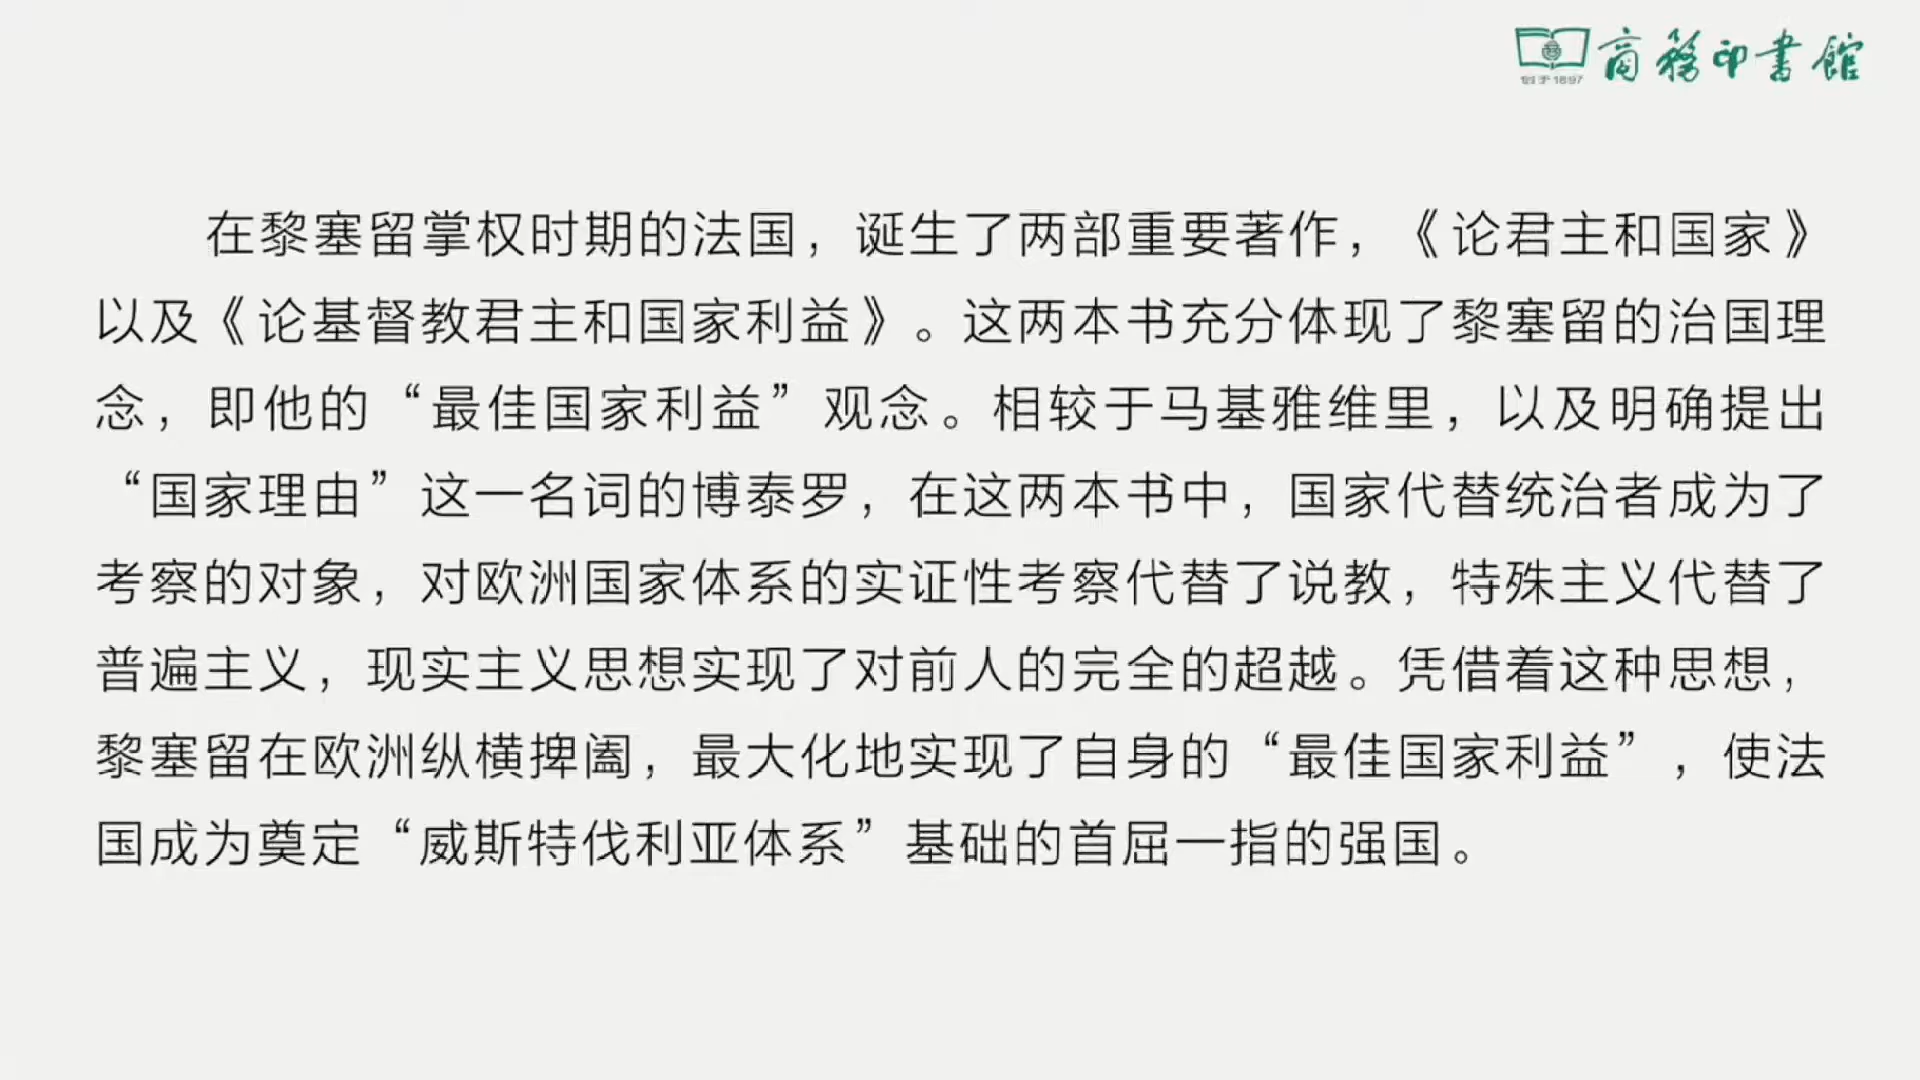 创于1897 商務印書館
在黎塞留掌权时期的法国，诞生了两部重要著作，《论君主和国家》
以及《论基督教君主和国家利益》。这两本书充分体现了黎塞留的治国理
念，即他的“最佳国家利益”观念。相较于马基雅维里，以及明确提出
“国家理由”这一名词的博泰罗，在这两本书中，国家代替统治者成为了
考察的对象，对欧洲国家体系的实证性考察代替了说教，特殊主义代替了
普遍主义，现实主义思想实现了对前人的完全的超越。凭借着这种思想，
黎塞留在欧洲纵横捭阖，最大化地实现了自身的“最佳国家利益”，使法
国成为奠定“威斯特伐利亚体系”基础的首屈一指的强国。